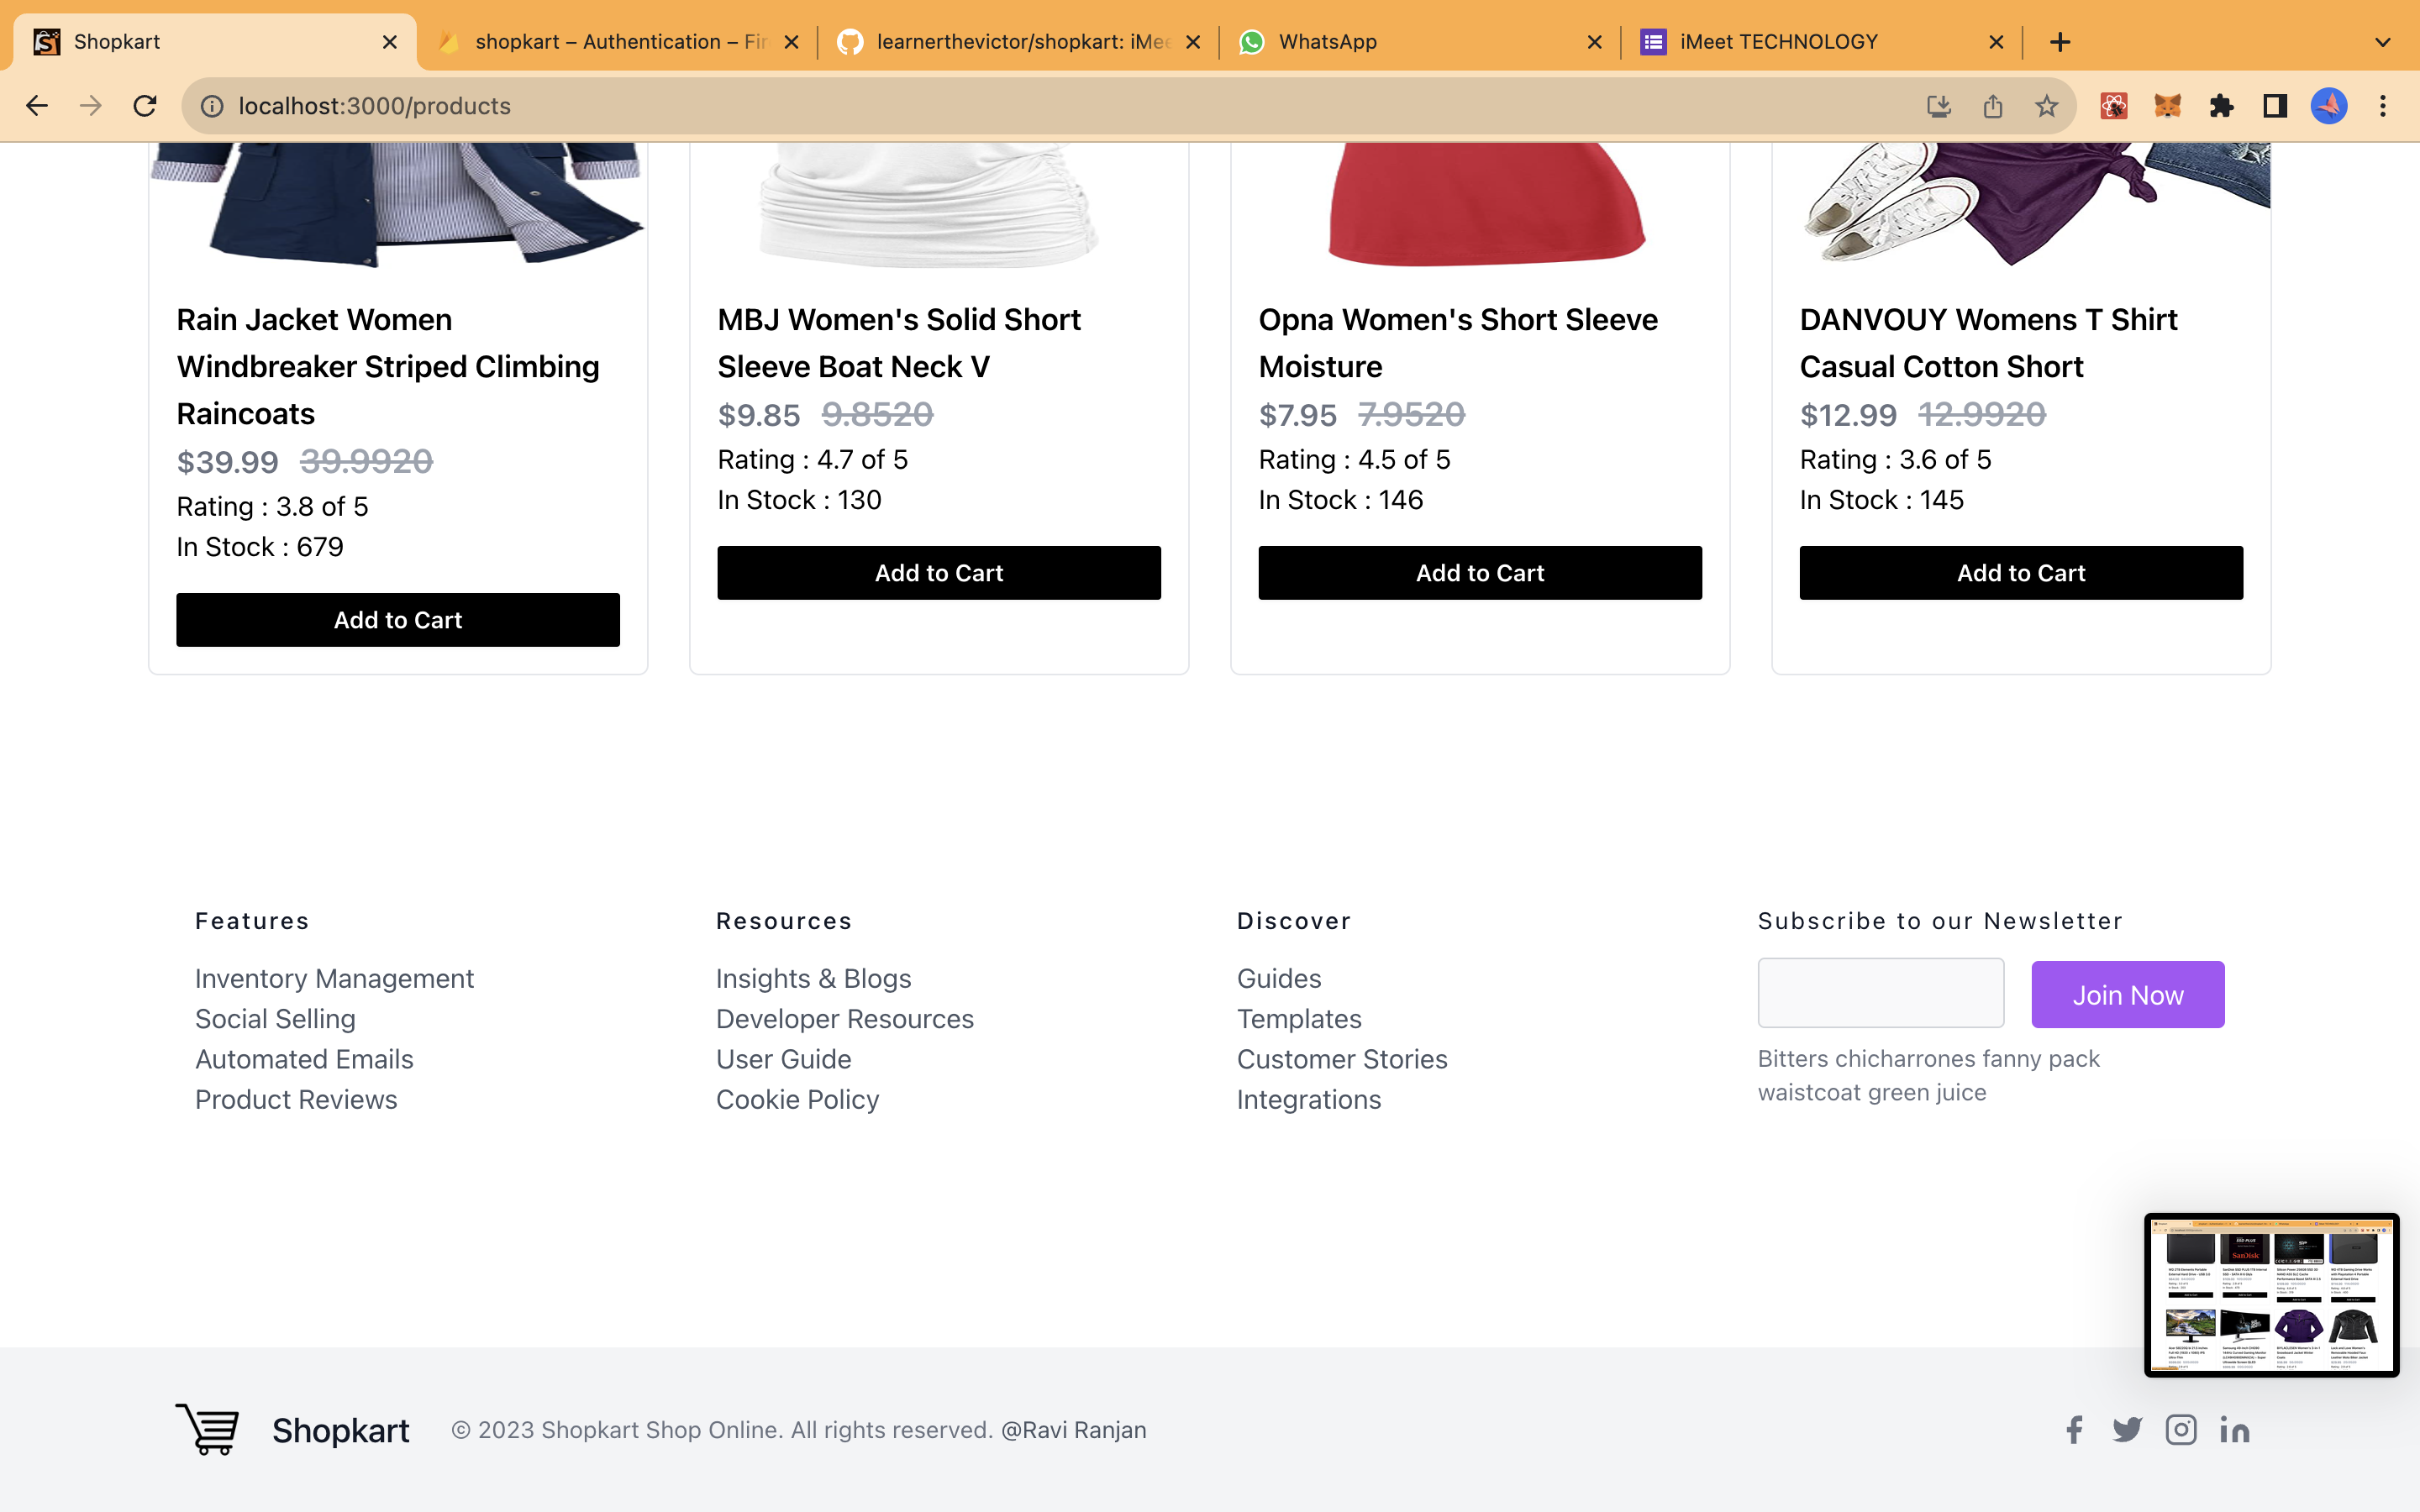 Shopkart
shopkart – Authentication – Fir
learnerthevictor/shopkart: iMee
WhatsApp
iMeet TECHNOLOGY
localhost:3000/products
Rain Jacket Women
Windbreaker Striped Climbing
Raincoats
$39.99 39.9920
Rating : 3.8 of 5
In Stock : 679
Add to Cart
MBJ Women's Solid Short
Sleeve Boat Neck V
$9.85 9.8520
Rating : 4.7 of 5
In Stock : 130
Add to Cart
Opna Women's Short Sleeve
Moisture
$7.95 7.9520
Rating : 4.5 of 5
In Stock : 146
Add to Cart
DANVOUY Womens T Shirt
Casual Cotton Short
$12.99 12.9920
Rating : 3.6 of 5
In Stock : 145
Add to Cart
Features
Inventory Management
Social Selling
Automated Emails
Product Reviews
Resources
Insights & Blogs
Developer Resources
User Guide
Cookie Policy
Discover
Guides
Templates
Customer Stories
Integrations
Subscribe to our Newsletter
Join Now
Bitters chicharrones fanny pack
waistcoat green juice
SanDisk
Shopkart © 2023 Shopkart Shop Online. All rights reserved. @Ravi Ranjan